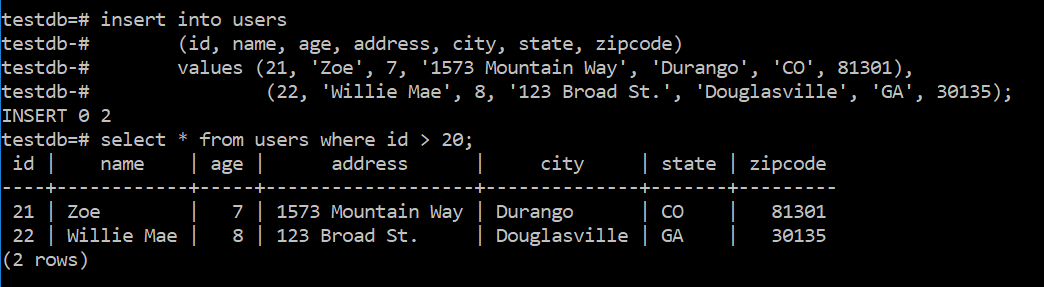 testdb=# insert into users
testdb-#        (id, name, age, address, city, state, zipcode)
testdb-#        values (21, 'Zoe', 7, '1573 Mountain Way', 'Durango', 'CO', 81301),
testdb-#               (22, 'Willie Mae', 8, '123 Broad St.', 'Douglasville', 'GA', 30135);
INSERT 0 2
testdb=# select * from users where id > 20;
 id |    name    | age |      address      |     city     | state | zipcode
----+------------+-----+-------------------+--------------+-------+---------
 21 | Zoe        |   7 | 1573 Mountain Way | Durango      | CO    |   81301
 22 | Willie Mae |   8 | 123 Broad St.     | Douglasville | GA    |   30135
(2 rows)